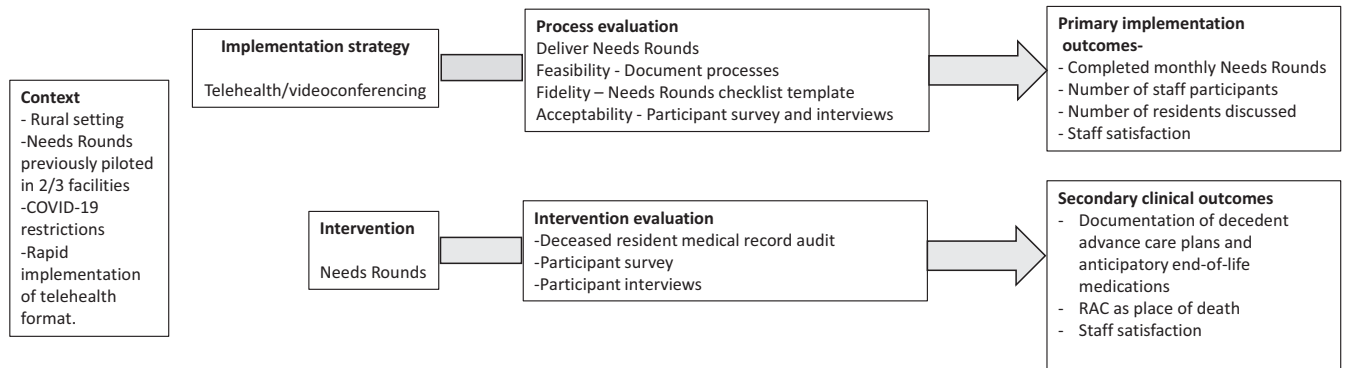 Context
- Rural setting
-Needs Rounds
previously piloted
in 2/3 facilities
-COVID-19
restrictions
-Rapid
implementation
of telehealth
format.
Implementation strategy
Telehealth/videoconferencing
Process evaluation
Deliver Needs Rounds
Feasibility - Document processes
Fidelity – Needs Rounds checklist template
Acceptability - Participant survey and interviews
Primary implementation
outcomes-
- Completed monthly Needs Rounds
- Number of staff participants
- Number of residents discussed
- Staff satisfaction
Intervention
Needs Rounds
Intervention evaluation
-Deceased resident medical record audit
-Participant survey
-Participant interviews
Secondary clinical outcomes
- Documentation of decedent
advance care plans and
anticipatory end-of-life
medications
- RAC as place of death
- Staff satisfaction